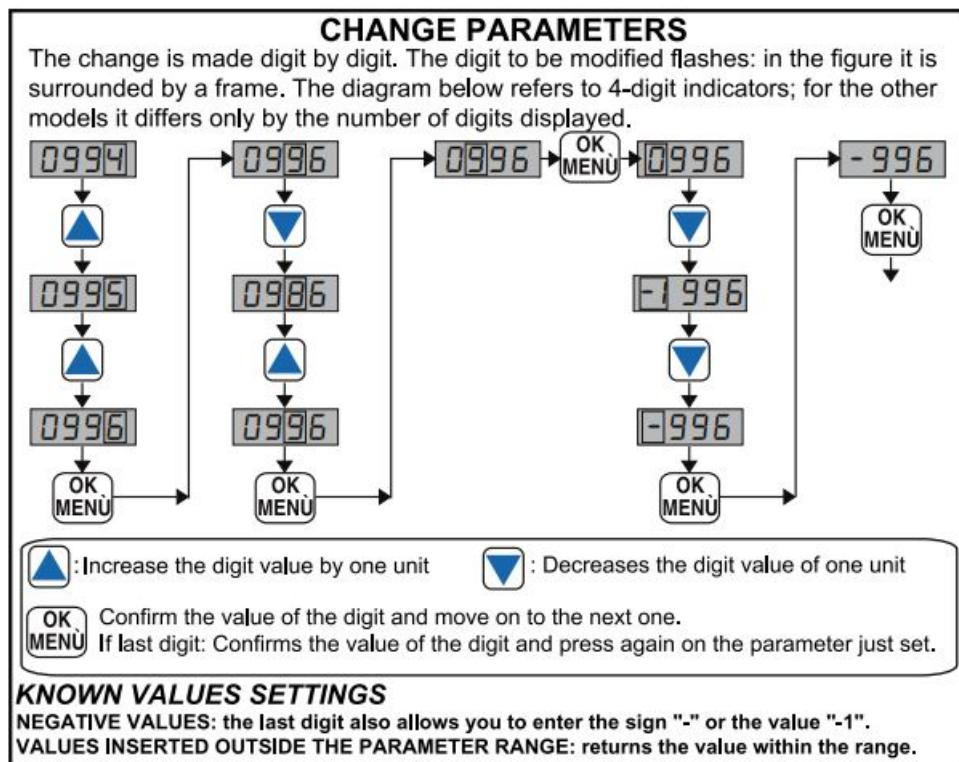 CHANGE PARAMETERS
The change is made digit by digit. The digit to be modified flashes: in the figure it is
surrounded by a frame. The diagram below refers to 4-digit indicators; for the other
models it differs only by the number of digits displayed.
0994 0996 0996 OK MENÙ 0996 -996
OK
MENÙ
0995 0986 -1996
0996 0996 -996
OK
MENÙ
OK
MENÙ
OK
MENÙ
: Increase the digit value by one unit
: Decreases the digit value of one unit
OK
MENÙ
Confirm the value of the digit and move on to the next one.
If last digit: Confirms the value of the digit and press again on the parameter just set.
KNOWN VALUES SETTINGS
NEGATIVE VALUES: the last digit also allows you to enter the sign "-" or the value "-1".
VALUES INSERTED OUTSIDE THE PARAMETER RANGE: returns the value within the range.